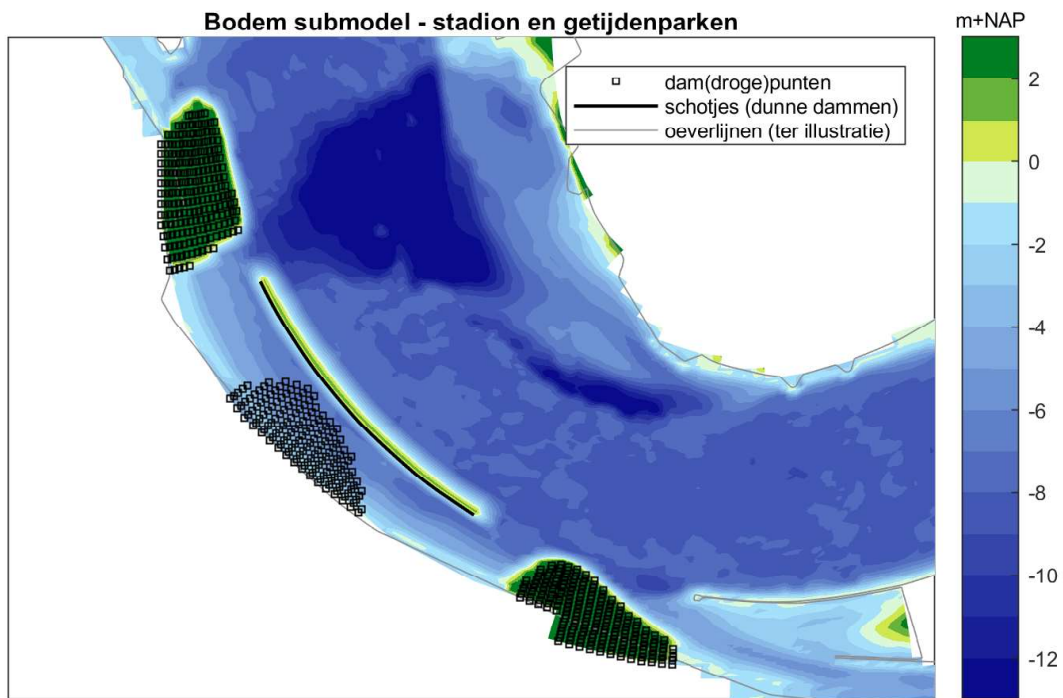 Bodem submodel - stadion en getijdenparken
m+NAP
dam(droge)punten
schotjes (dunne dammen)
oeverlijnen (ter illustratie)
2
0
-2
-4
-6
-8
-10
-12